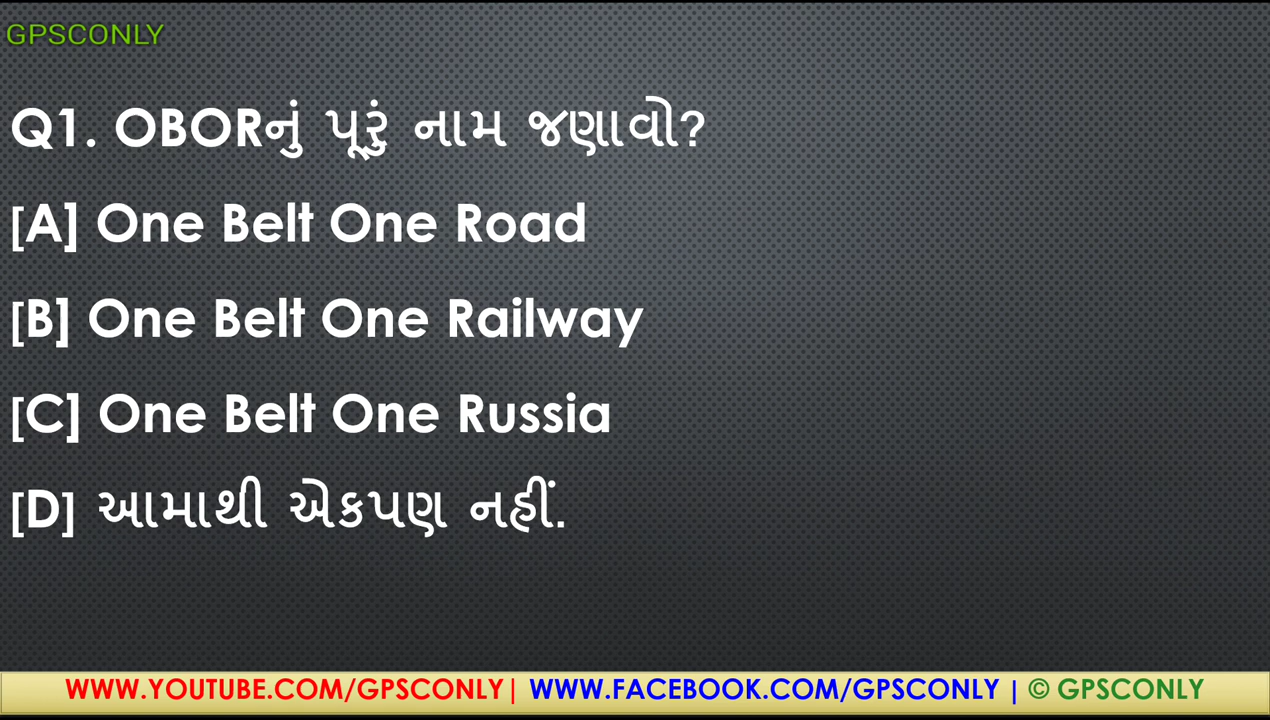 GPSCONLY
Q1. OBORનું પૂરું નામ જણાવો?
[A] One Belt One Road
[B] One Belt One Railway
[C] One Belt One Russia
[D] આમાથી એકપણ નહીં.
WWW.YOUTUBE.COM/GPSCONLY| WWW.FACEBOOK.COM/GPSCONLY | © GPSCONLY